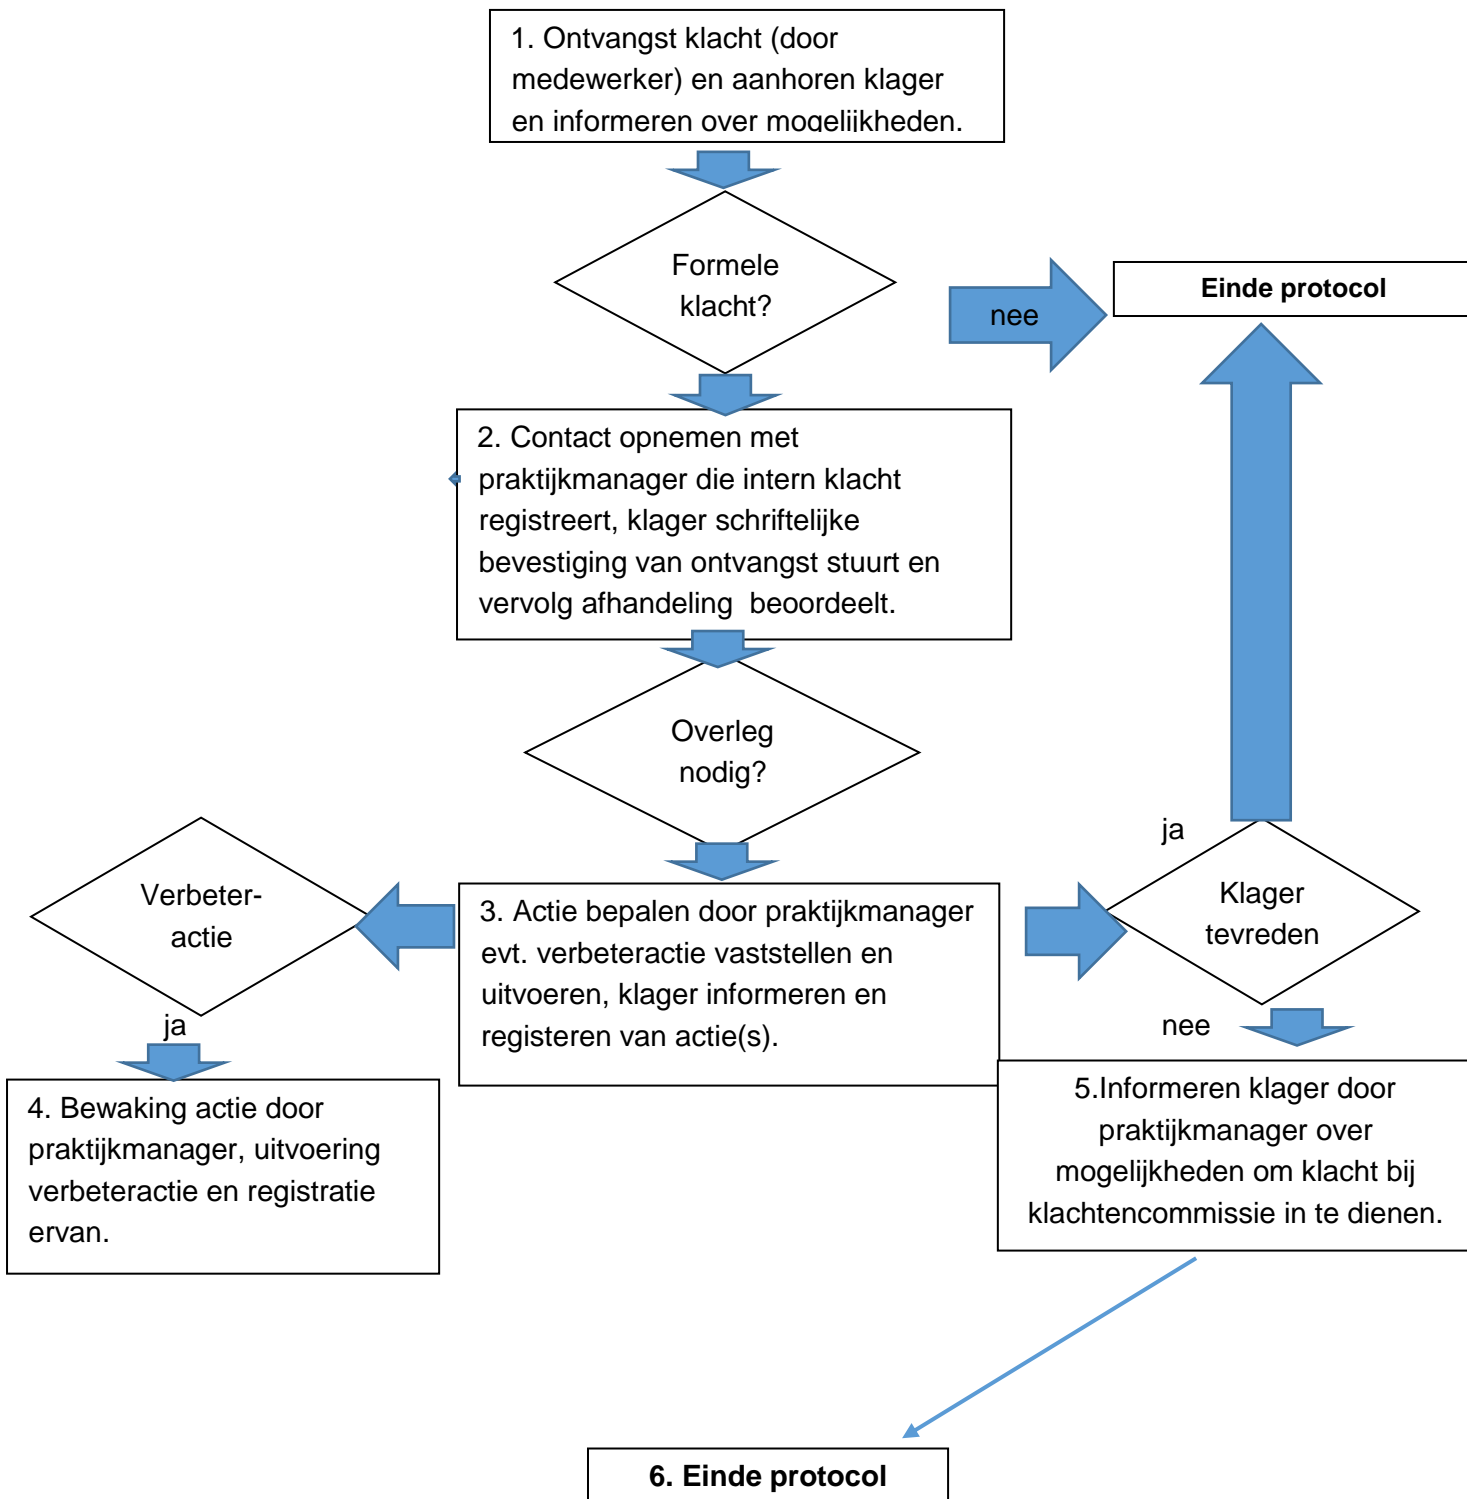 1. Ontvangst klacht (door
medewerker) en aanhoren klager
en informeren over mogelijkheden.
Formele
klacht?
nee
Einde protocol
2. Contact opnemen met
praktijkmanager die intern klacht
registreert, klager schriftelijke
bevestiging van ontvangst stuurt en
vervolg afhandeling  beoordeelt.
Overleg
nodig?
ja
Verbeter-
actie
ja
3. Actie bepalen door praktijkmanager
evt. verbeteractie vaststellen en
uitvoeren, klager informeren en
registeren van actie(s).
Klager
tevreden
nee
4. Bewaking actie door
praktijkmanager, uitvoering
verbeteractie en registratie
ervan.
5.Informeren klager door
praktijkmanager over
mogelijkheden om klacht bij
klachtencommissie in te dienen.
6. Einde protocol